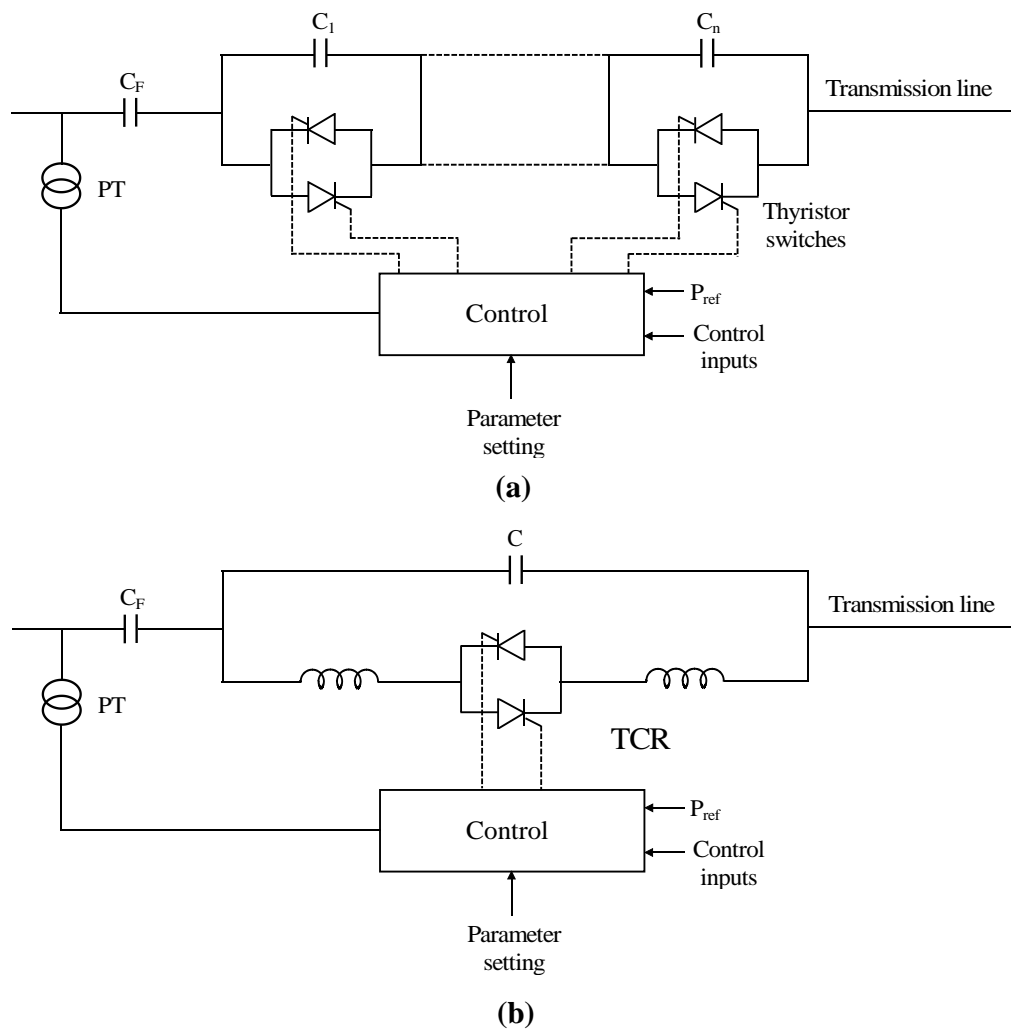 C1
Cn
CF
Transmission line
PT
Thyristor
switches
Control
Pref
Control
inputs
Parameter
setting
(a)
C
CF
Transmission line
PT
TCR
Control
Pref
Control
inputs
Parameter
setting
(b)